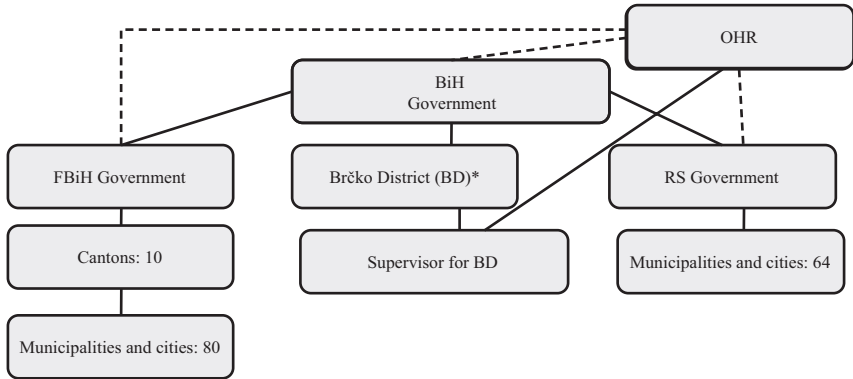 OHR
BiH
Government
FBiH Government
Brčko District (BD)*
RS Government
Cantons: 10
Supervisor for BD
Municipalities and cities: 64
Municipalities and cities: 80